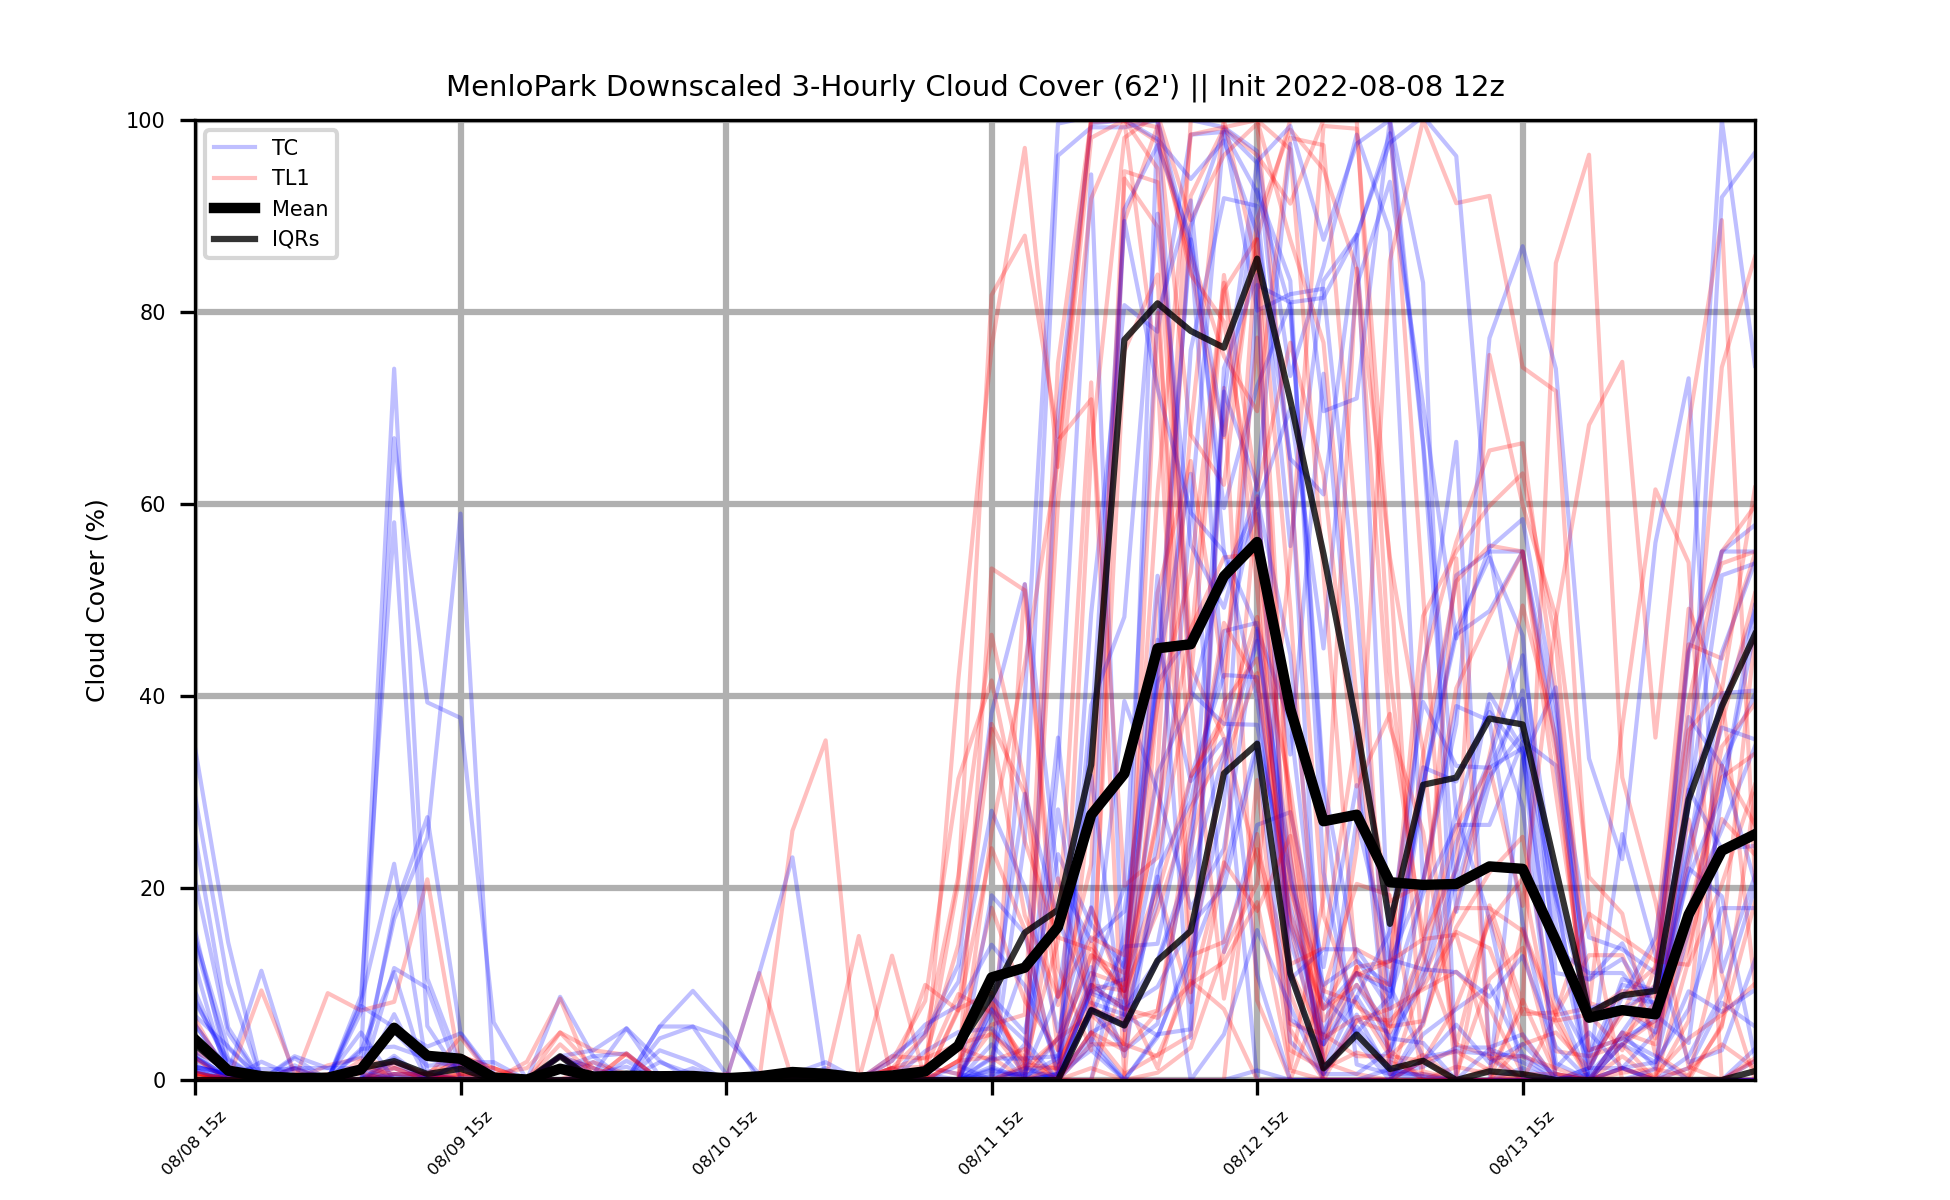 MenloPark Downscaled 3-Hourly Cloud Cover (62') || Init 2022-08-08 12z
100
80
60
40
20
0
Cloud Cover (%)
TC
TL1
Mean
IQRs
08/08 15z
08/09 15z
08/10 15z
08/11 15z
08/12 15z
08/13 15z